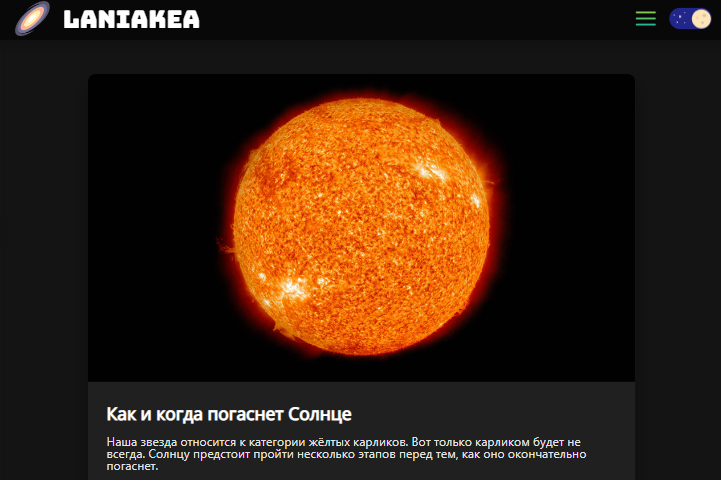 LANIAKEA
Как и когда погаснет Солнце
Наша звезда относится к категории жёлтых карликов. Вот только карликом будет не
всегда. Солнцу предстоит пройти несколько этапов перед тем, как оно окончательно
погаснет.